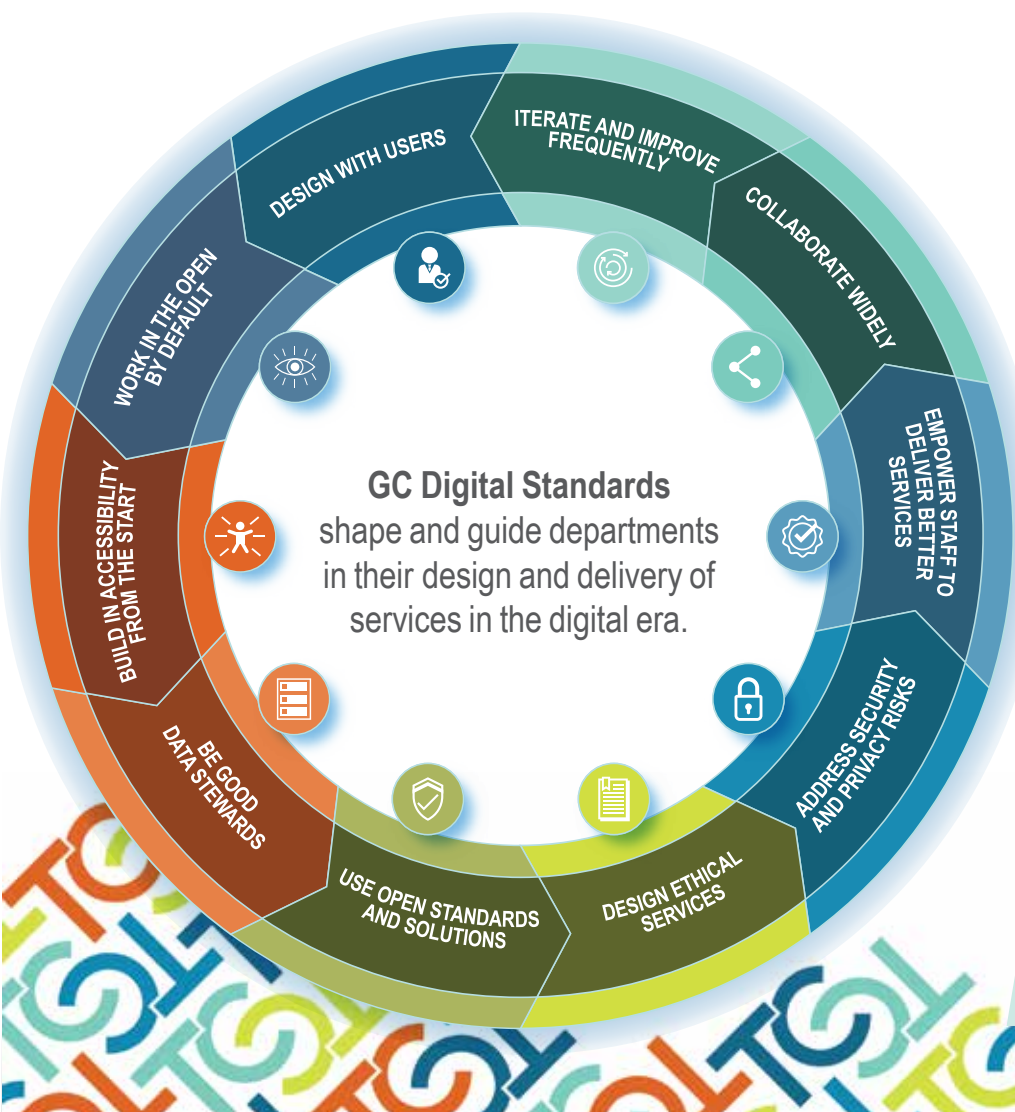 DESIGN WITH USERS
ITERATE AND IMPROVE
FREQUENTLY
COLLABORATE WIDELY
EMPOWER STAFF TO
DELIVER BETTER
SERVICES
ADDRESS SECURITY
AND PRIVACY RISKS
DESIGN ETHICAL
SERVICES
USE OPEN STANDARDS
AND SOLUTIONS
BE GOOD
DATA STEWARDS
BUILD IN ACCESSIBILITY
FROM THE START
WORK IN THE OPEN
BY DEFAULT
GC Digital Standards
shape and guide departments
in their design and delivery of
services in the digital era.